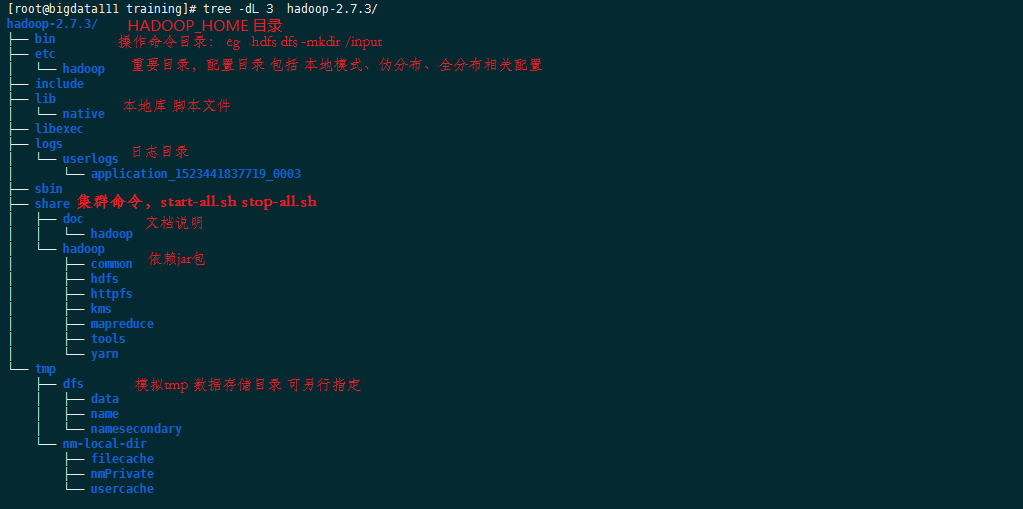 [root@bigdata111 training]# tree -dL 3  hadoop-2.7.3/
hadoop-2.7.3/ HADOOP_HOME 目录
├── bin 操作命令目录： eg hdfs dfs -mkdir /input
├── etc
│   └── hadoop 重要目录，配置目录 包括 本地模式、伪分布、全分布相关配置
├── include
├── lib
│   └── native 本地库 脚本文件
├── libexec
├── logs
│   └── userlogs 日志目录
│       └── application_1523441837719_0003
├── sbin
├── share 集群命令，start-all.sh stop-all.sh
│   ├── doc 文档说明
│   │   └── hadoop
│   └── hadoop 依赖jar包
│       ├── common
│       ├── hdfs
│       ├── httpfs
│       ├── kms
│       ├── mapreduce
│       ├── tools
│       └── yarn
└── tmp
    ├── dfs 模拟tmp 数据存储目录 可另行指定
    │   ├── data
    │   ├── name
    │   └── namesecondary
    └── nm-local-dir
        ├── filecache
        ├── nmPrivate
        └── usercache